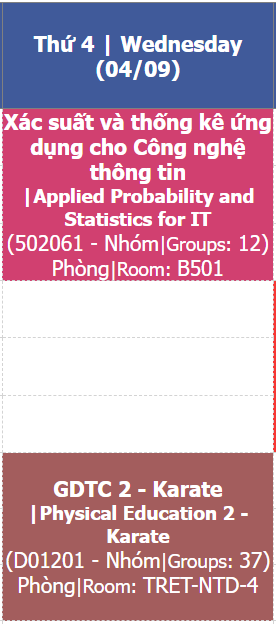 Thứ 4 | Wednesday
(04/09)
Xác suất và thống kê ứng
dụng cho Công nghệ
thông tin
|Applied Probability and
Statistics for IT
(502061 - Nhóm|Groups: 12)
Phòng|Room: B501
GDTC 2 - Karate
|Physical Education 2 -
Karate
(D01201 - Nhóm|Groups: 37)
Phòng|Room: TRET-NTD-4